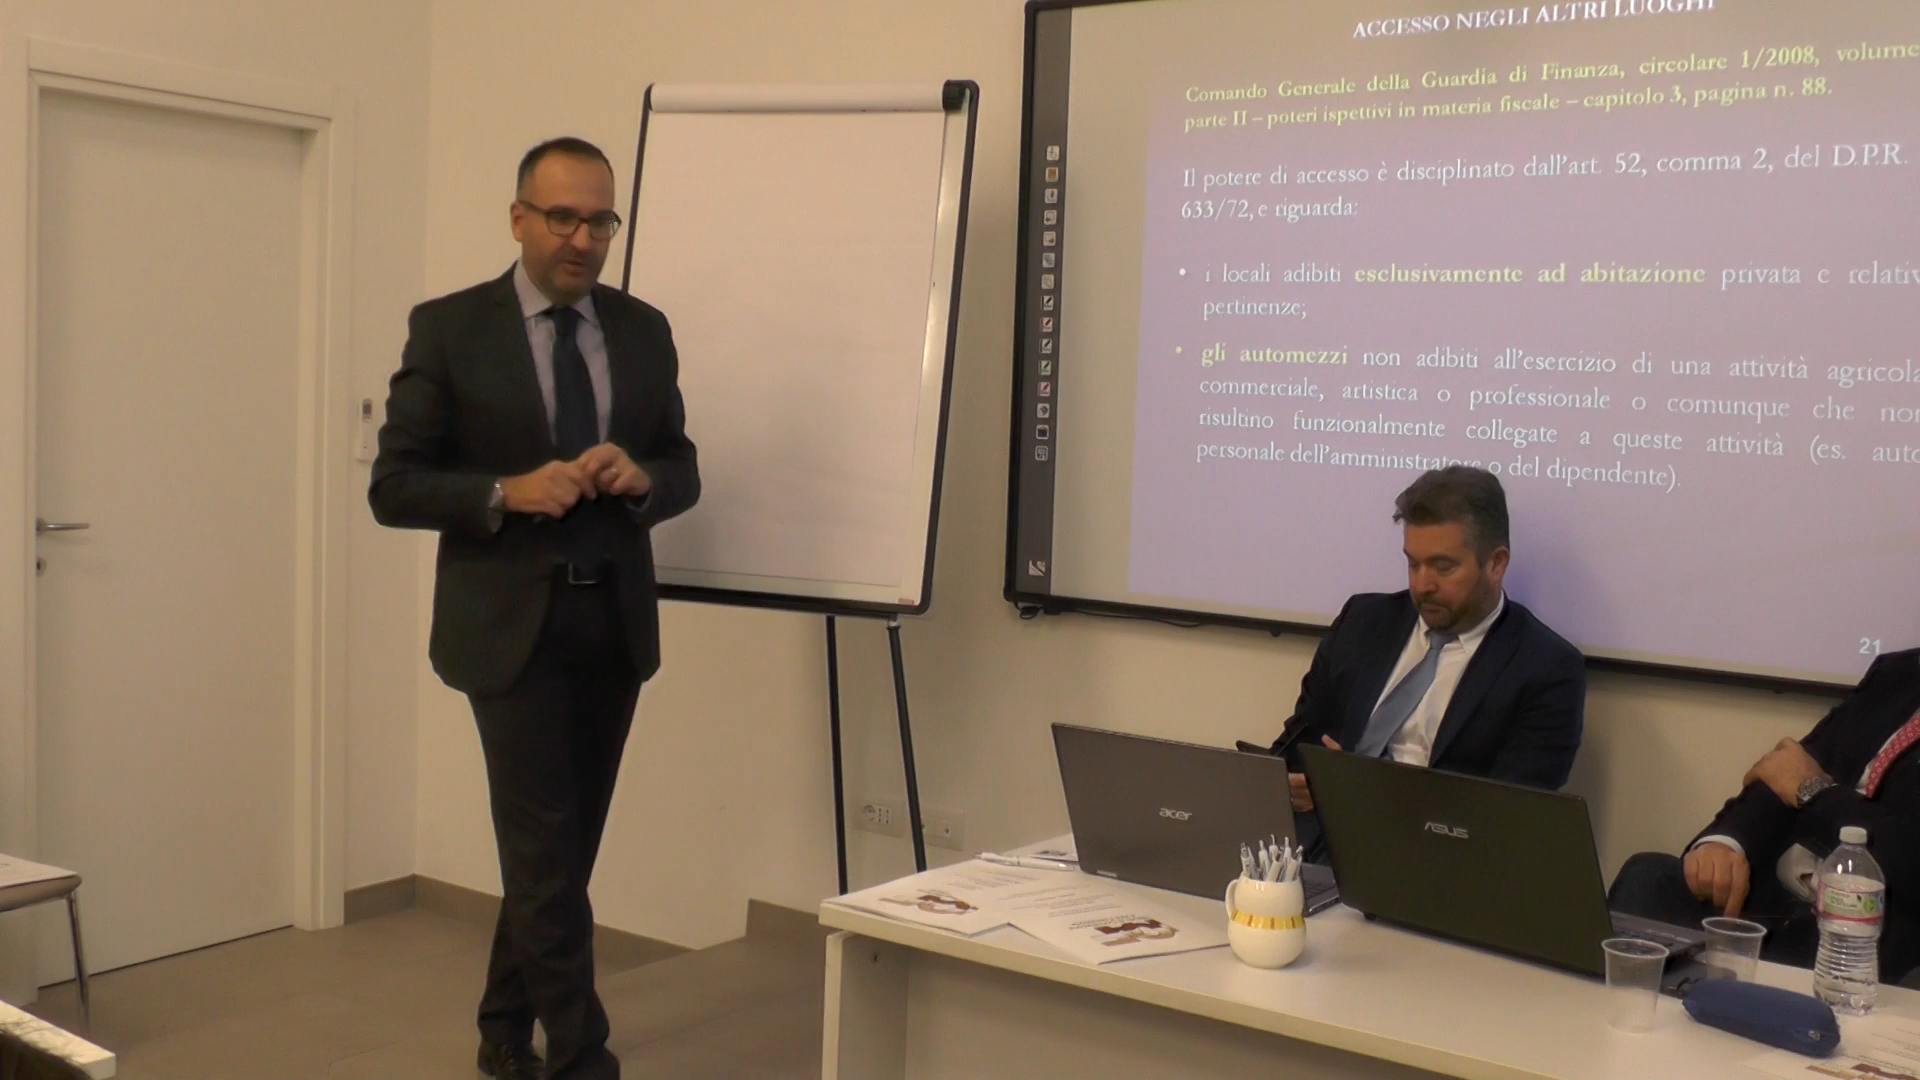 ACCESSO NEGLI ALTRI LUOGHI
Comando Generale della Guardia di Finanza, circolare 1/2008, volume
parte II – poteri ispettivi in materia fiscale – capitolo 3, pagina n. 88.
Il potere di accesso è disciplinato dall'art. 52, comma 2, del D.P.R.
633/72, e riguarda:
• i locali adibiti esclusivamente ad abitazione privata e relativ
pertinenze;
• gli automezzi non adibiti all'esercizio di una attività agricola
commerciale, artistica o professionale o comunque che non
risultino funzionalmente collegate a queste attività (es. auto
personale dell'amministratore o del dipendente).
21
acer
ASUS